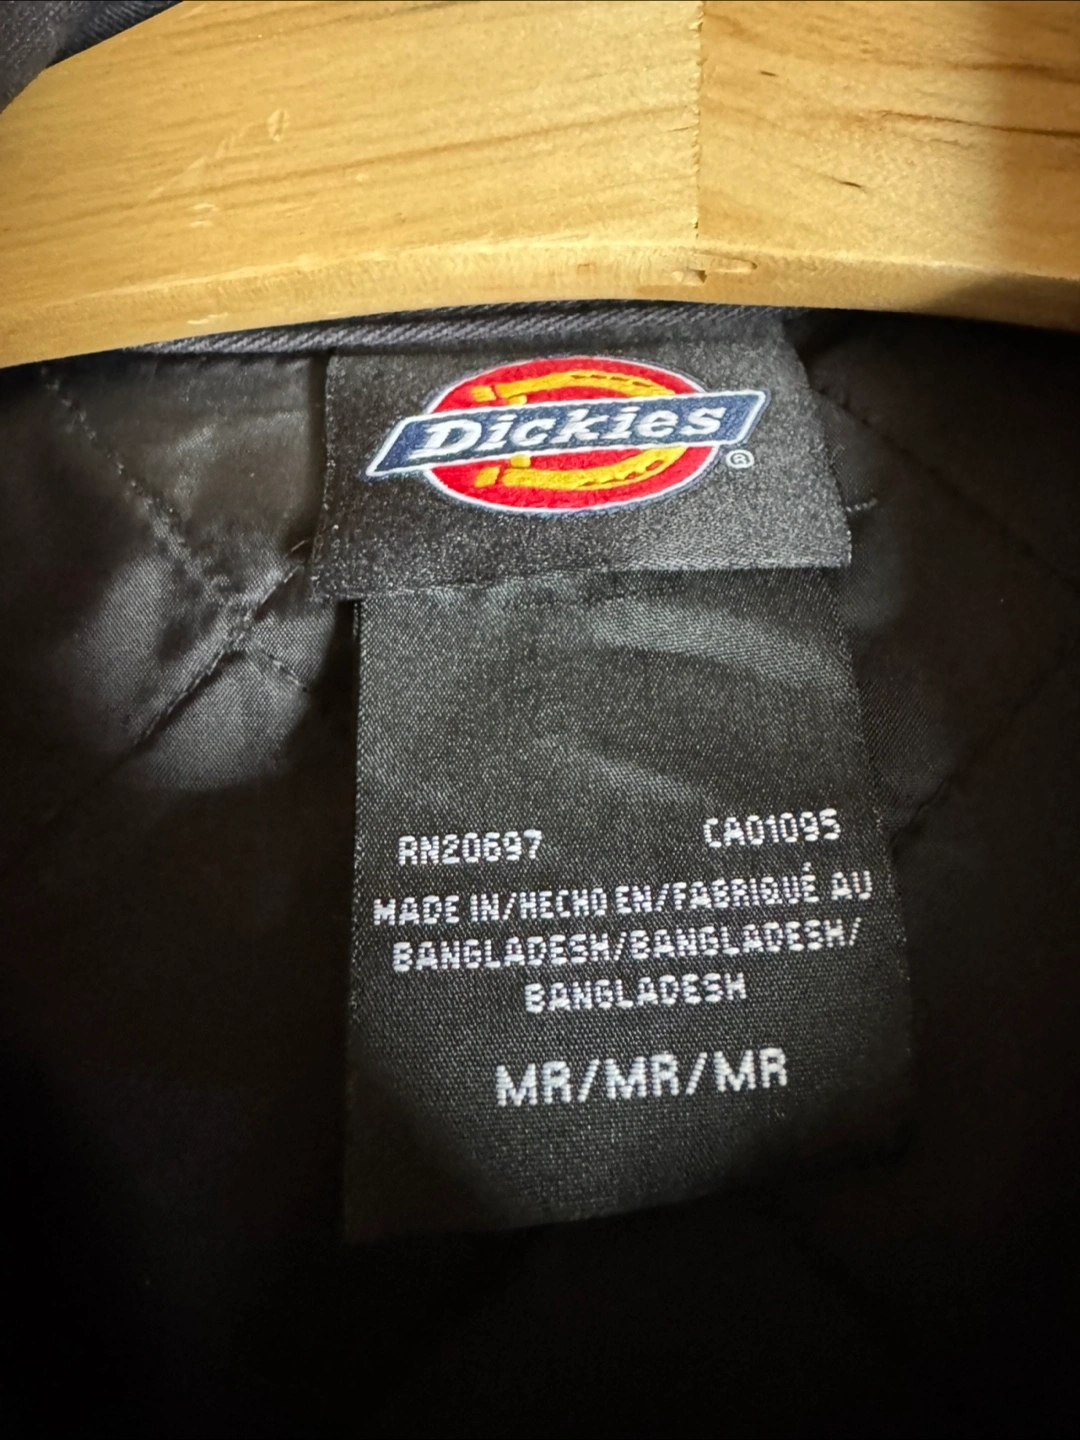 Dickies®
RN20697 CA01095
MADE IN/HECHO EN/FABRIQUÉ AU
BANGLADESH/BANGLADESH/
BANGLADESH
MR/MR/MR